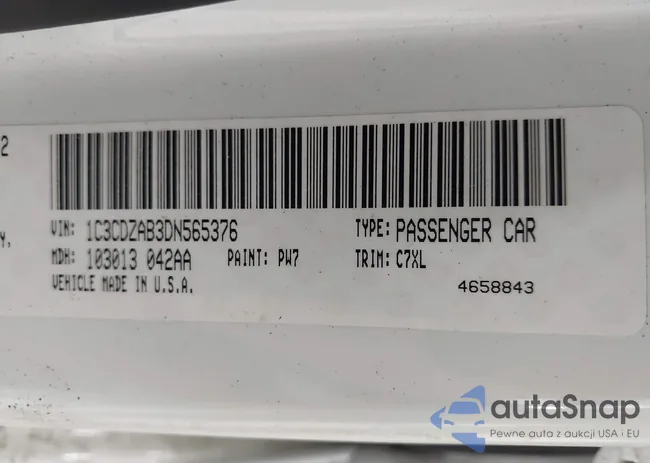 2
Y,
VIN: 1C3CDZAB3DN565376
TYPE: PASSENGER CAR
MDH: 103013 042AA
PAINT: PW7
TRIM: C7XL
VEHICLE MADE IN U.S.A.
4658843
autaSnap
Pewne auta z aukcji USA i EU